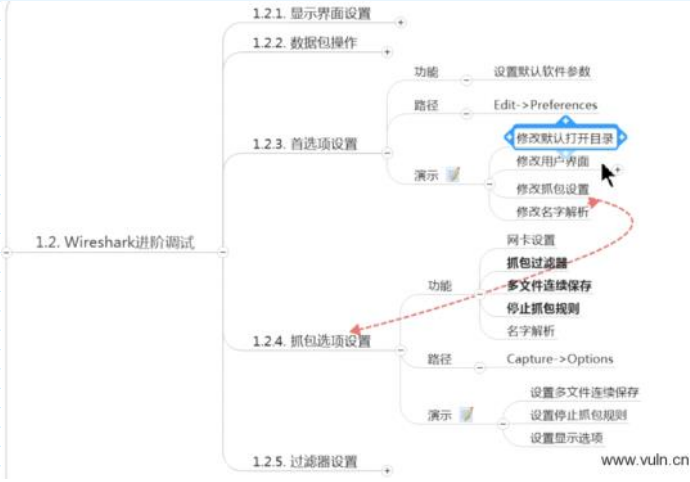 1.2.1. 显示界面设置
1.2.2. 数据包操作
功能
设置默认软件参数
路径
Edit->Preferences
1.2.3. 首选项设置
修改默认打开目录
演示
修改用户界面
修改抓包设置
修改名字解析
1.2. Wireshark进阶调试
网卡设置
抓包过滤器
功能
多文件连续保存
停止抓包规则
名字解析
1.2.4. 抓包选项设置
路径
Capture->Options
设置多文件连续保存
演示
设置停止抓包规则
设置显示选项
1.2.5. 过滤器设置
www.vuln.cn